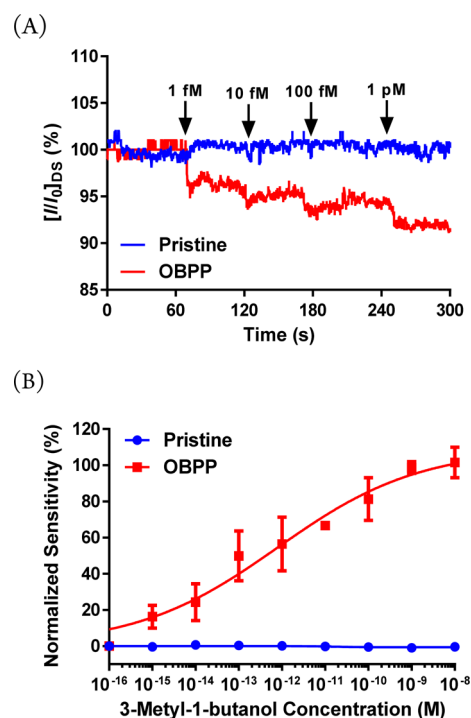 (A)
110
105
100
95
90
85
[I/I0]DS (%)
1 fM 10 fM 100 fM 1 pM
Pristine
OBPP
0 60 120 180 240 300
Time (s)
(B)
120
100
80
60
40
20
0
Normalized Sensitivity (%)
Pristine
OBPP
10-16 10-15 10-14 10-13 10-12 10-11 10-10 10-9 10-8
3-Metyl-1-butanol Concentration (M)